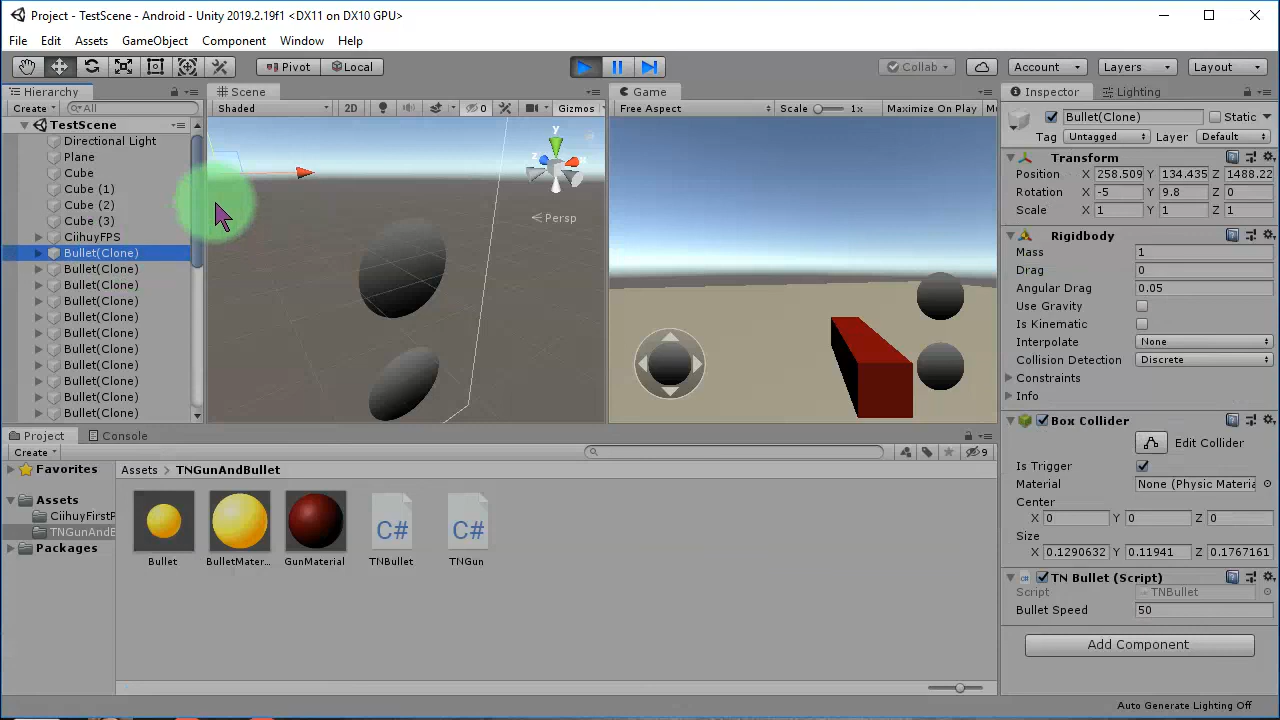 Project - TestScene - Android - Unity 2019.2.19f1 <DX11 on DX10 GPU>
File Edit Assets GameObject Component Window Help
Pivot Local Collab Account Layers Layout
Hierarchy
Create All
TestScene
Directional Light
Plane
Cube
Cube (1)
Cube (2)
Cube (3)
CiihuyFPS
Bullet(Clone)
Bullet(Clone)
Bullet(Clone)
Bullet(Clone)
Bullet(Clone)
Bullet(Clone)
Bullet(Clone)
Bullet(Clone)
Bullet(Clone)
Bullet(Clone)
Bullet(Clone)
Scene
Shaded 2D 0 Gizmos
y
Persp
Game
Free Aspect Scale 1x Maximize On Play
Inspector Lighting
Bullet(Clone) Static
Tag Untagged Layer Default
Transform
Position X 258.509 Y 134.435 Z 1488.22
Rotation X -5 Y 9.8 Z 0
Scale X 1 Y 1 Z 1
Rigidbody
Mass 1
Drag 0
Angular Drag 0.05
Use Gravity
Is Kinematic
Interpolate None
Collision Detection Discrete
Constraints
Info
Box Collider
Edit Collider
Is Trigger
Material None (Physic Materia
Center
X 0 Y 0 Z 0
Size
X 0.1290632 Y 0.11941 Z 0.1767161
TN Bullet (Script)
Script TNBullet
Bullet Speed 50
Add Component
Project Console
Create 9
Favorites
Assets
CiihuyFirstP
TNGunAndB
Packages
Assets > TNGunAndBullet
C# C#
Bullet BulletMater... GunMaterial TNBullet TNGun
Auto Generate Lighting Off